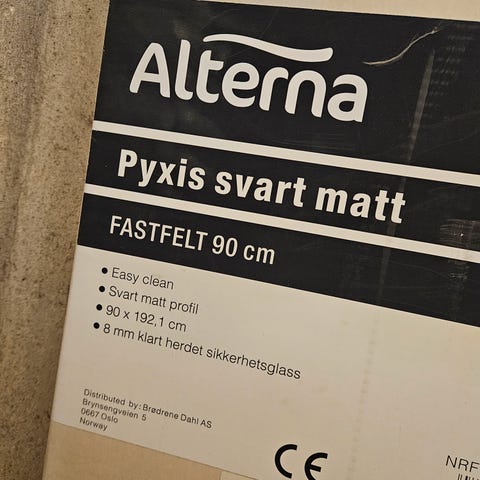 Alterna
Pyxis svart matt
FASTFELT 90 cm
• Easy clean
• Svart matt profil
• 90 x 192,1 cm
• 8 mm klart herdet sikkerhetsglass
Distributed by: Brødrene Dahl AS
Brynsengveien 5
0667 Oslo
Norway
CE
NRF